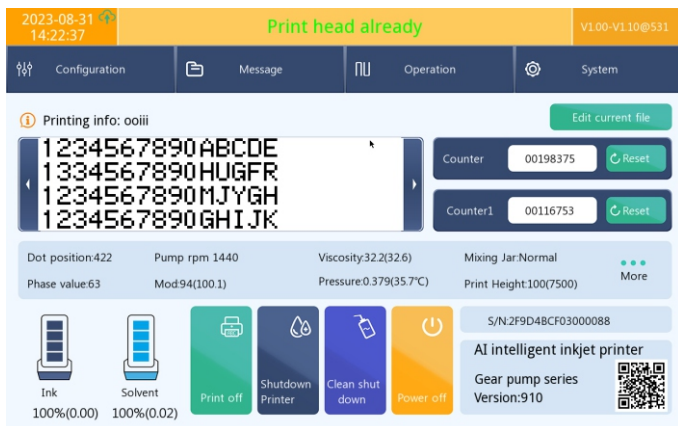 2023-08-31
14:22:37
Print head already
V1.00-V1.10@531
Configuration
Message
Operation
System
Printing info: ooiii
Edit current file
1234567890ABCDE
1334567890HUGFR
1234567890MJYGH
1234567890GHIJK
Counter 00198375 Reset
Counter1 00116753 Reset
Dot position:422 Pump rpm 1440 Viscosity:32.2(32.6) Mixing Jar:Normal
Phase value:63 Mod:94(100.1) Pressure:0.379(35.7℃) Print Height:100(7500)
More
Ink
100%(0.00)
Solvent
100%(0.02)
Print off
Shutdown
Printer
Clean shut
down
Power off
S/N:2F9D4BCF03000088
AI intelligent inkjet printer
Gear pump series
Version:910